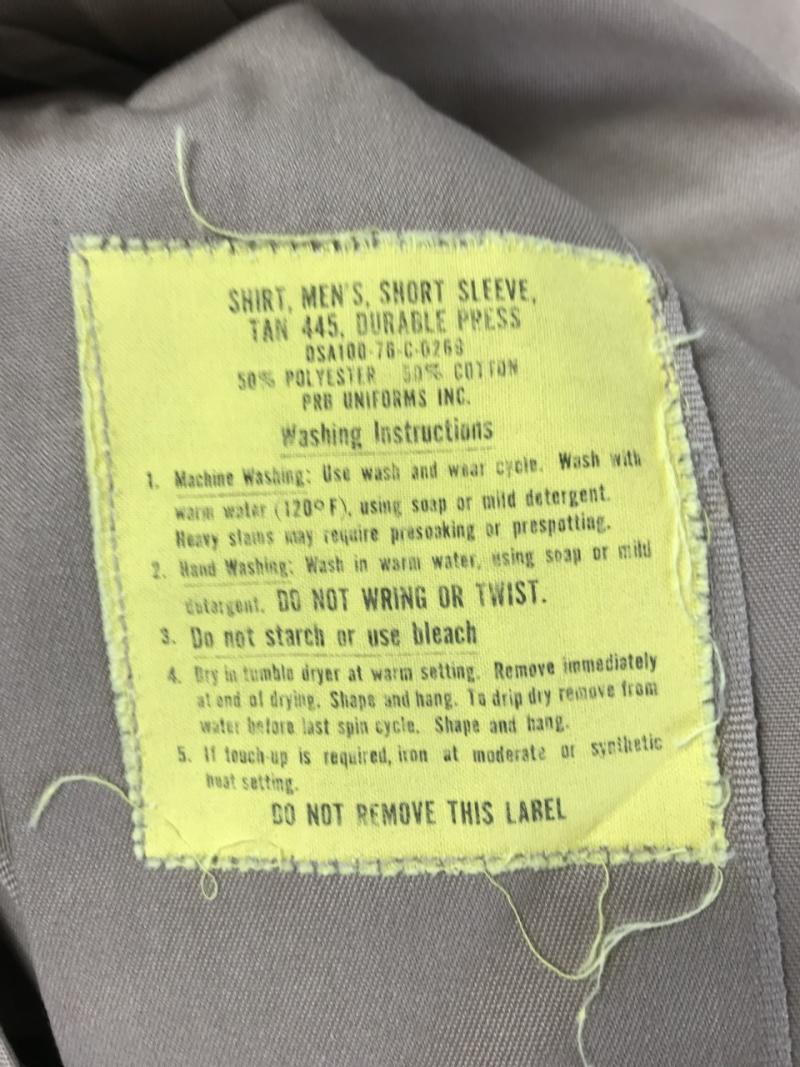 SHIRT, MEN'S, SHORT SLEEVE,
TAN 445, DURABLE PRESS
DSA100-76-C-0268
50% POLYESTER 50% COTTON
PRB UNIFORMS INC.
Washing Instructions
1. Machine Washing: Use wash and wear cycle. Wash with
warm water (120° F), using soap or mild detergent.
Heavy stains may require presoaking or prespotting.
2. Hand Washing: Wash in warm water, using soap or mild
detergent. DO NOT WRING OR TWIST.
3. Do not starch or use bleach
4. Dry in tumble dryer at warm setting. Remove immediately
at end of drying. Shape and hang. To drip dry remove from
water before last spin cycle. Shape and hang.
5. If touch-up is required, iron at moderate or synthetic
heat setting.
DO NOT REMOVE THIS LABEL